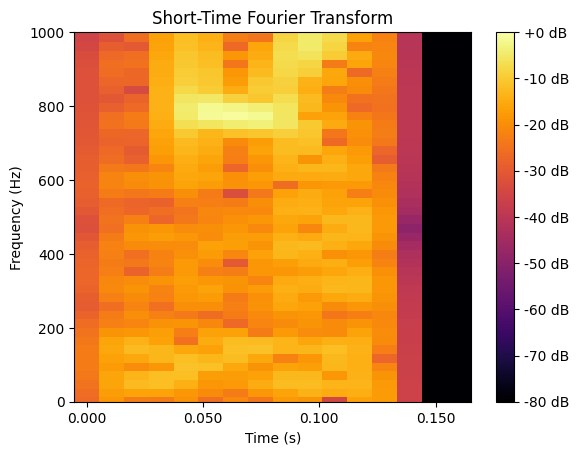 Short-Time Fourier Transform
1000
800
600
400
200
0
Frequency (Hz)
0.000
0.050
0.100
0.150
Time (s)
+0 dB
-10 dB
-20 dB
-30 dB
-40 dB
-50 dB
-60 dB
-70 dB
-80 dB